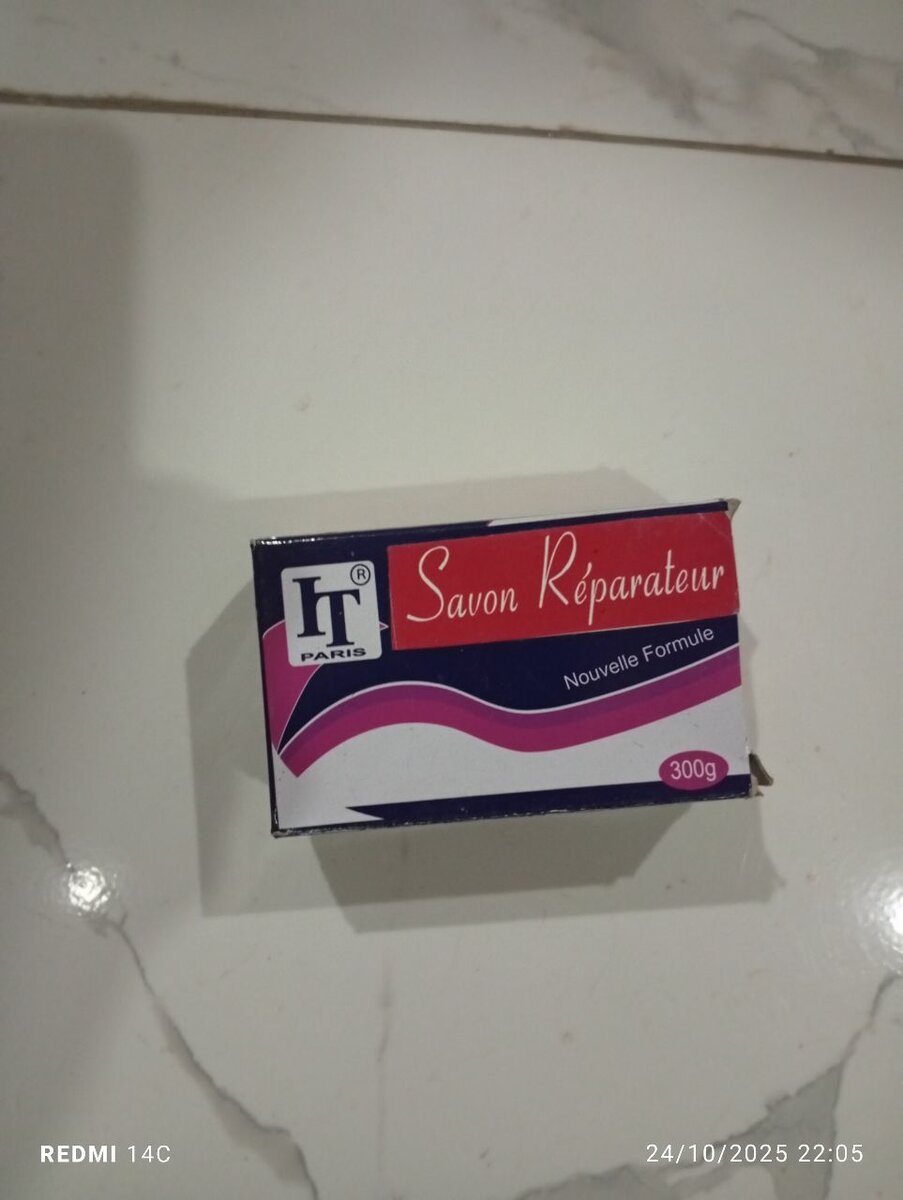 HT
®
PARIS
Savon Réparateur
Nouvelle Formule
300g
REDMI 14C
24/10/2025 22:05